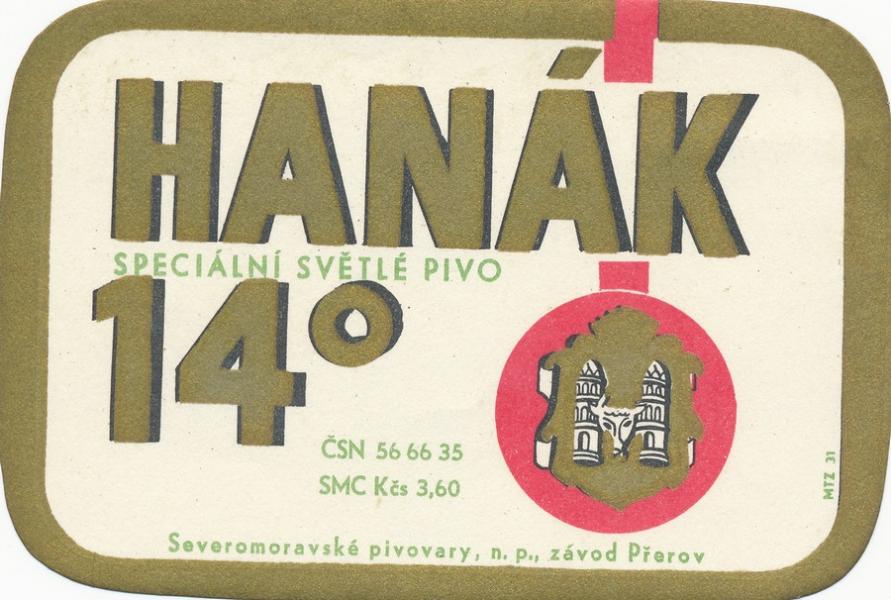 HANÁK
SPECIÁLNÍ SVĚTLÉ PIVO
14°
ČSN 56 66 35
SMC Kčs 3,60
MTZ 31
Severomoravské pivovary, n. p., závod Přerov